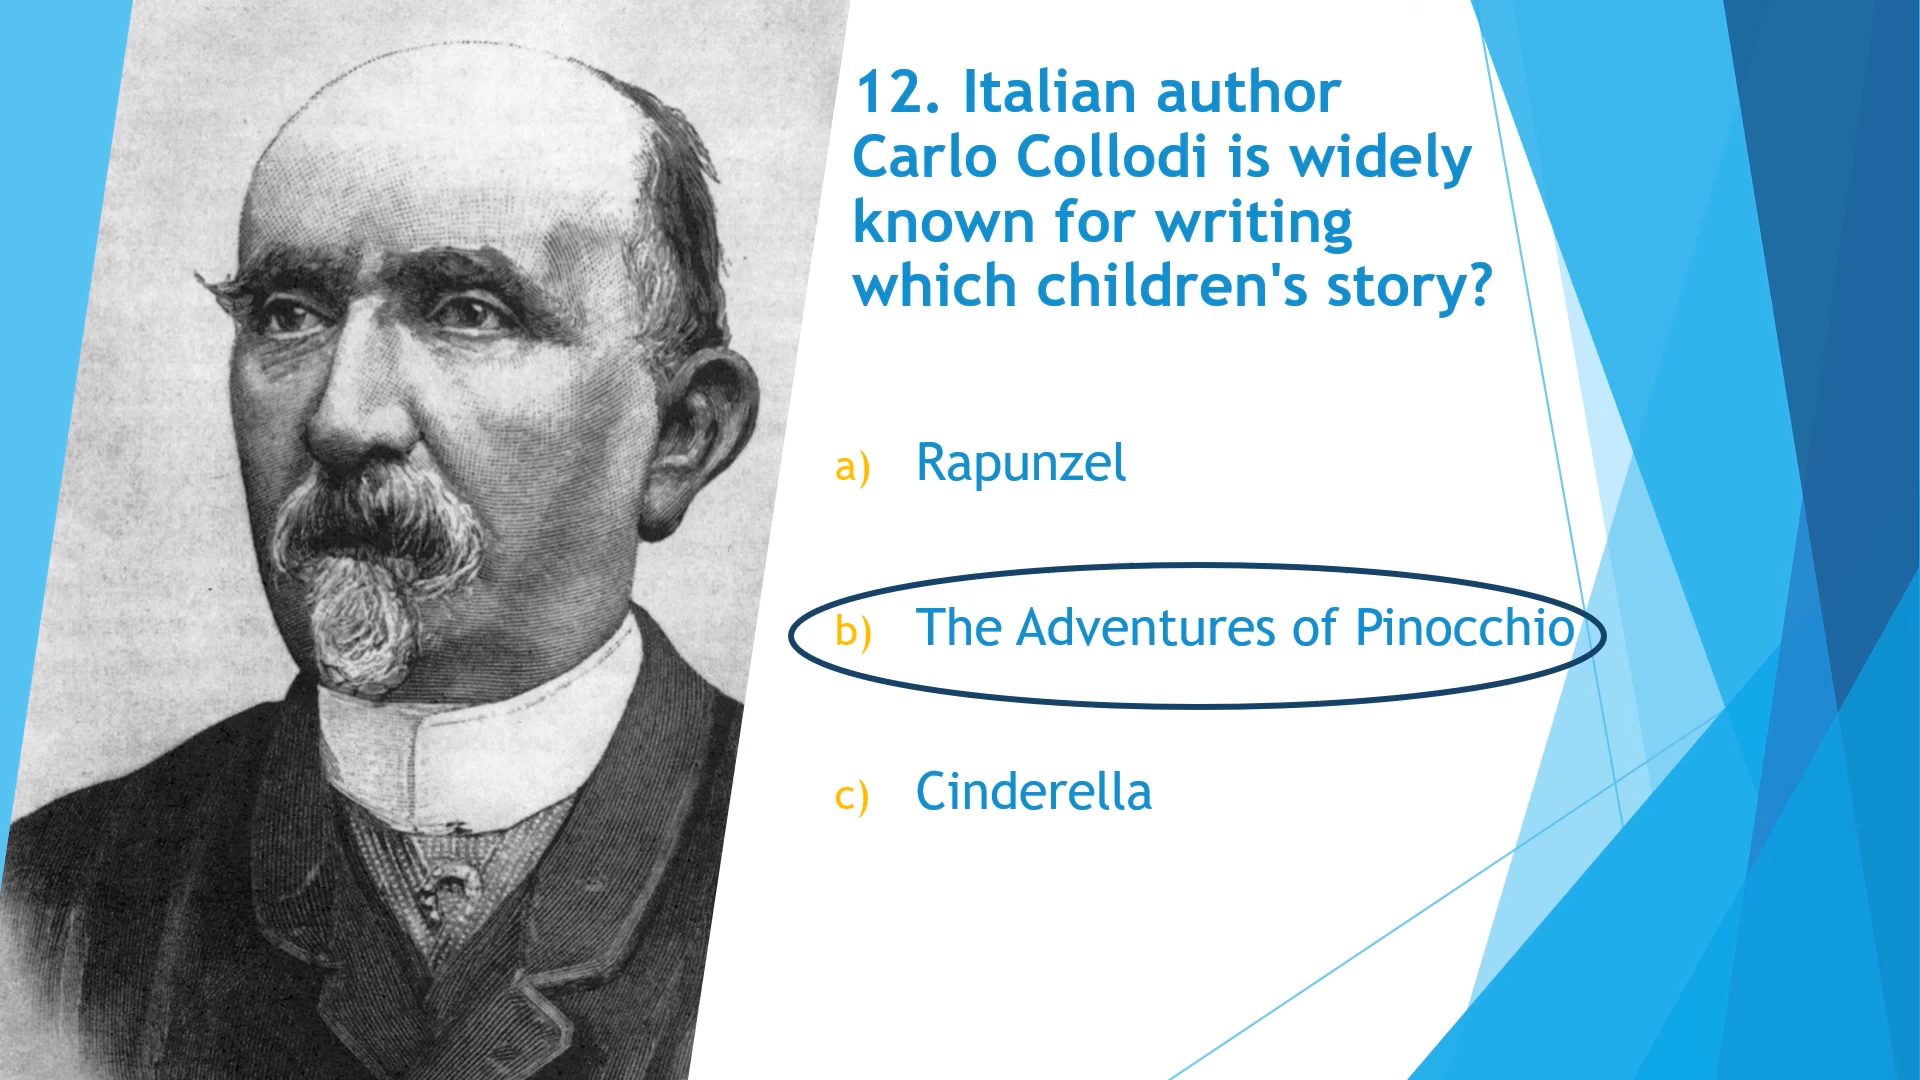 12. Italian author
Carlo Collodi is widely
known for writing
which children's story?
a) Rapunzel
b) The Adventures of Pinocchio
c) Cinderella